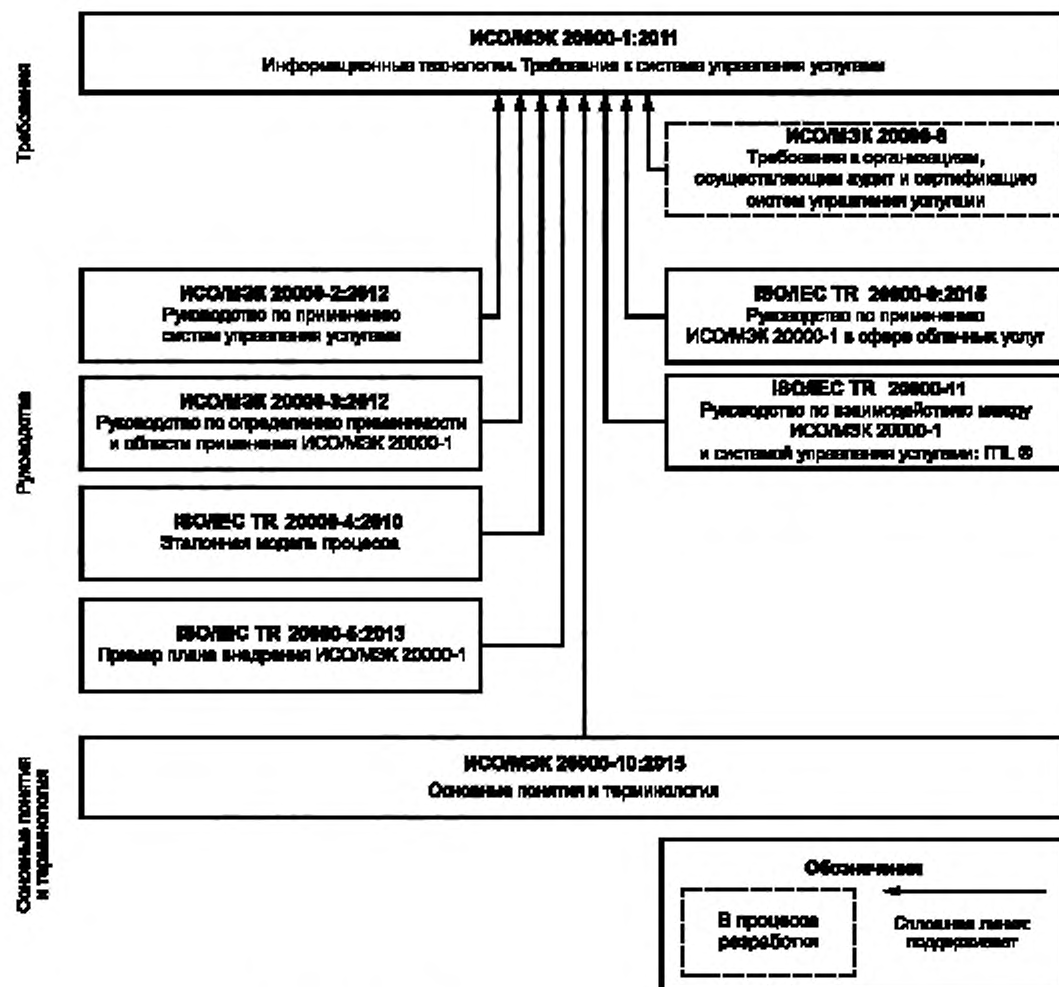 Требования
ИСО/МЭК 20000-1:2011
Информационные технологии. Требования к система управления услугами
ИСО/МЭК 20000-6
Требования к организациям,
осуществляющим аудит и сертификацию
систем управления услугами
Руководства
ИСО/МЭК 20000-2:2012
Руководство по применению
систем управления услугами
ИСО/МЭК 20000-3:2012
Руководство по определению применимости
и области применения ИСО/МЭК 20000-1
ISO/IEC TR 20000-4:2010
Эталонная модель процесса
ISO/IEC TR 20000-5:2013
Пример плана внедрения ИСО/МЭК 20000-1
ISO/IEC TR 20000-9:2015
Руководство по применению
ИСО/МЭК 20000-1 в сфере облачных услуг
ISO/IEC TR 20000-11
Руководство по взаимодействию между
ИСО/МЭК 20000-1
и системой управления услугами: ITIL ®
Основные понятия
и терминология
ИСО/МЭК 20000-10:2015
Основные понятия и терминология
Обозначения
В процессе
разработки
Сплошная линия:
поддерживает